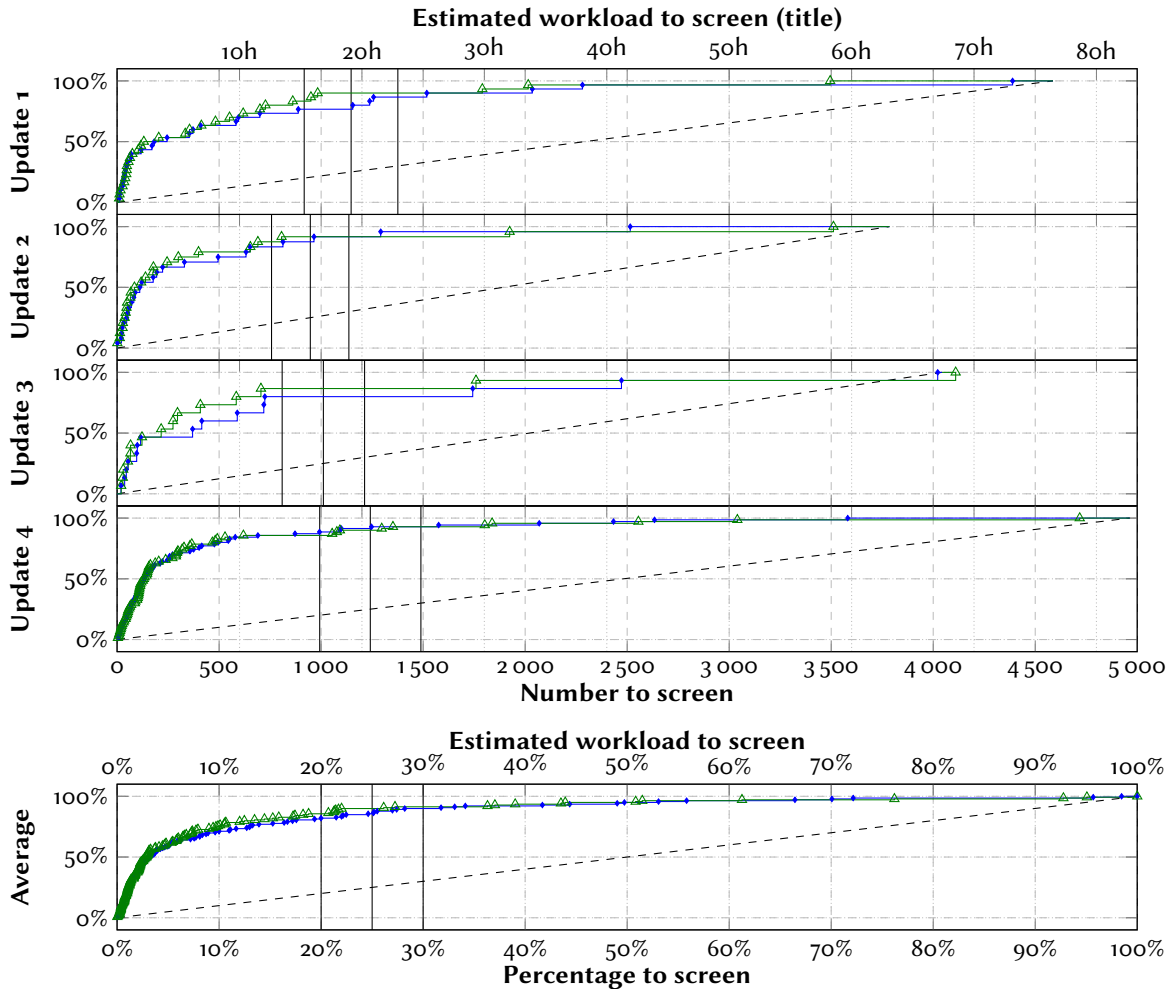 Estimated workload to screen (title)
10h 20h 30h 40h 50h 60h 70h 80h
100%
50%
0%
Update 1
100%
50%
0%
Update 2
100%
50%
0%
Update 3
100%
50%
0%
Update 4
0 500 1 000 1 500 2 000 2 500 3 000 3 500 4 000 4 500 5 000
Number to screen
Estimated workload to screen
0% 10% 20% 30% 40% 50% 60% 70% 80% 90% 100%
100%
50%
0%
Average
0% 10% 20% 30% 40% 50% 60% 70% 80% 90% 100%
Percentage to screen